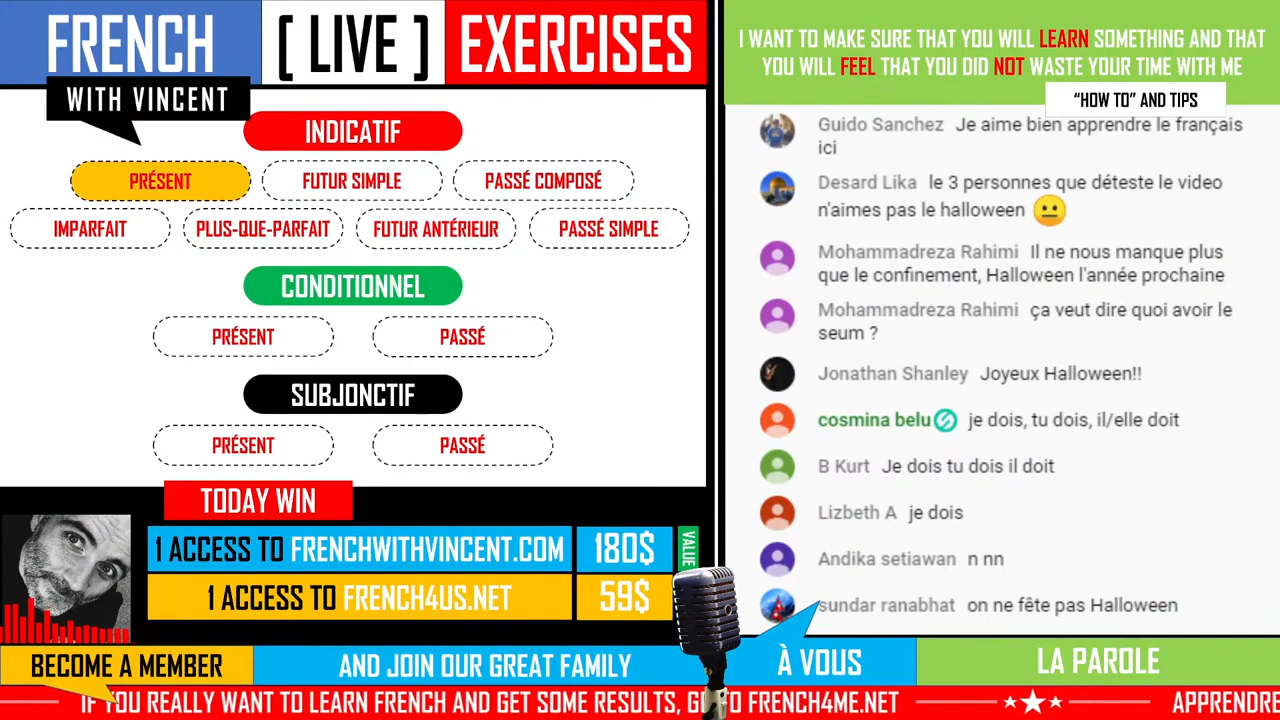 FRENCH
[ LIVE ]
EXERCISES
WITH VINCENT
INDICATIF
PRÉSENT
FUTUR SIMPLE
PASSÉ COMPOSÉ
IMPARFAIT
PLUS-QUE-PARFAIT
FUTUR ANTÉRIEUR
PASSÉ SIMPLE
CONDITIONNEL
PRÉSENT
PASSÉ
SUBJONCTIF
PRÉSENT
PASSÉ
TODAY WIN
1 ACCESS TO FRENCHWITHVINCENT.COM
180$
VALUE
1 ACCESS TO FRENCH4US.NET
59$
I WANT TO MAKE SURE THAT YOU WILL LEARN SOMETHING AND THAT
YOU WILL FEEL THAT YOU DID NOT WASTE YOUR TIME WITH ME
“HOW TO” AND TIPS
Guido Sanchez Je aime bien apprendre le français
ici
Desard Lika le 3 personnes que déteste le video
n'aimes pas le halloween 😐
Mohammadreza Rahimi Il ne nous manque plus
que le confinement, Halloween l'année prochaine
Mohammadreza Rahimi ça veut dire quoi avoir le
seum ?
Jonathan Shanley Joyeux Halloween!!
cosmina belu je dois, tu dois, il/elle doit
B Kurt Je dois tu dois il doit
Lizbeth A je dois
Andika setiawan n nn
sundar ranabhat on ne fête pas Halloween
BECOME A MEMBER
AND JOIN OUR GREAT FAMILY
À VOUS
LA PAROLE
IF YOU REALLY WANT TO LEARN FRENCH AND GET SOME RESULTS, GO TO FRENCH4ME.NET
APPRENDRE